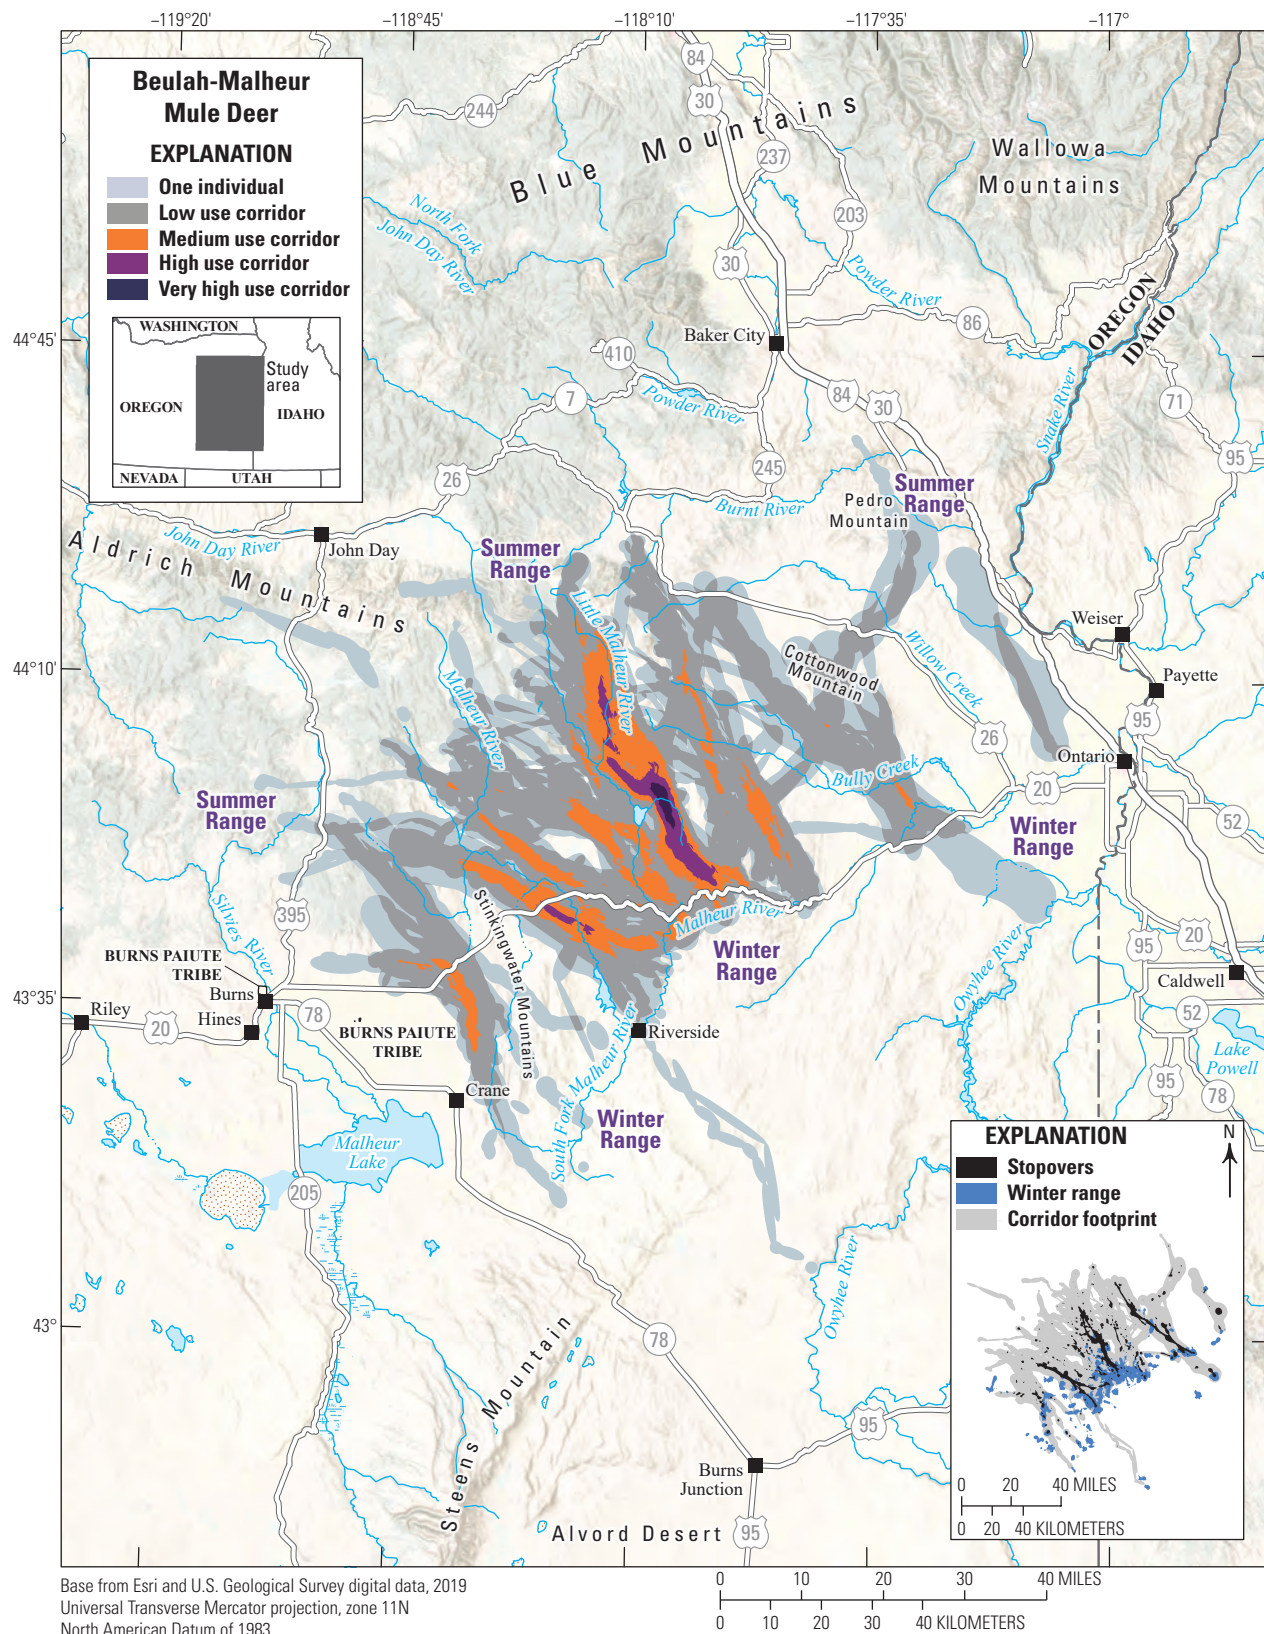 −119°20'
−118°45'
−118°10'
−117°35'
−117°
Beulah-Malheur
Mule Deer
EXPLANATION
One individual
Low use corridor
Medium use corridor
High use corridor
Very high use corridor
WASHINGTON
Study
area
OREGON
IDAHO
NEVADA
UTAH
84
30
244
Blue Mountains
237
Wallowa
Mountains
203
North Fork
John Day River
30
Powder River
86
OREGON
IDAHO
44°45'
Baker City
410
7
Powder River
84
30
Snake River
71
95
245
26
Summer
Range
Pedro
Mountain
Burnt River
John Day River
John Day
Aldrich Mountains
Summer
Range
Little Malheur River
Weiser
Willow Creek
Cottonwood
Mountain
44°10'
Malheur River
Payette
95
26
Ontario
Bully Creek
20
Summer
Range
Winter
Range
52
Stinkingwater Mountains
Malheur River
395
Silvies River
Winter
Range
95
20
BURNS PAIUTE
TRIBE
Owyhee River
Caldwell
43°35'
Burns
Riley
20
Hines
78
BURNS PAIUTE
TRIBE
Riverside
52
Lake
Powell
95
78
Crane
South Fork Malheur River
Winter
Range
Malheur
Lake
205
EXPLANATION
N
Stopovers
Winter range
Corridor footprint
Owyhee River
43°
78
Steens Mountain
95
Burns
Junction
Alvord Desert
95
0 20 40 MILES
0 20 40 KILOMETERS
Base from Esri and U.S. Geological Survey digital data, 2019
Universal Transverse Mercator projection, zone 11N
North American Datum of 1983
0 10 20 30 40 MILES
0 10 20 30 40 KILOMETERS